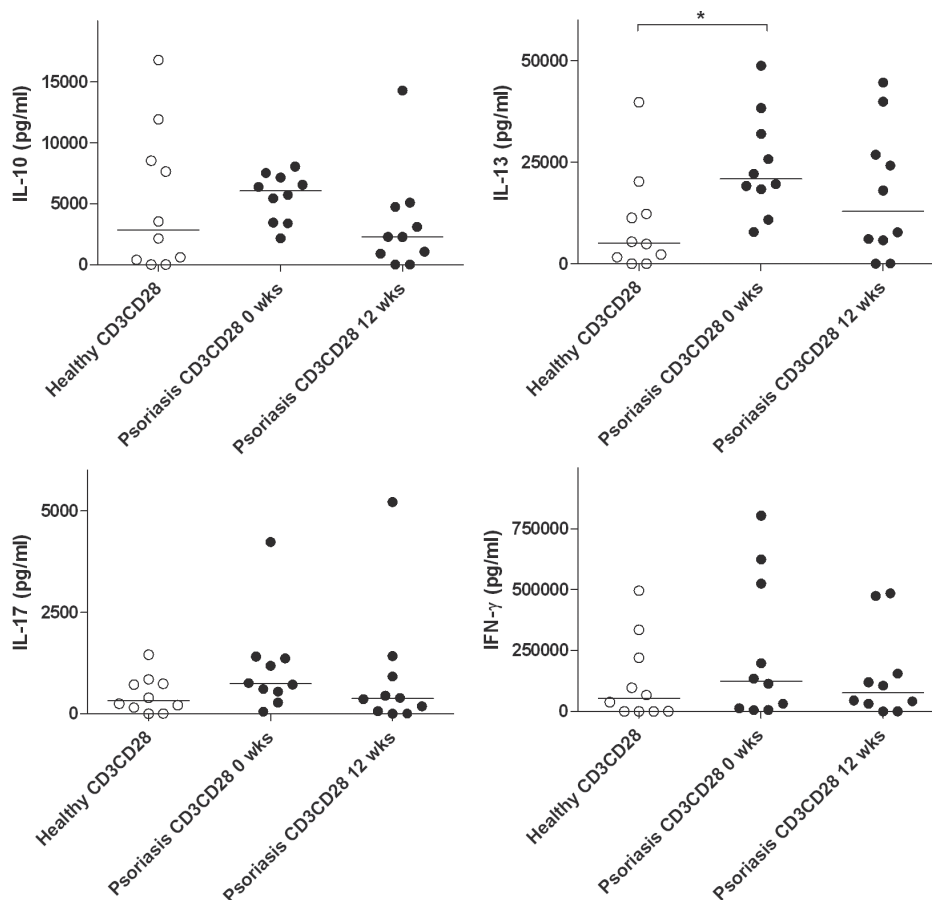 IL-10 (pg/ml)
15000
10000
5000
0
Healthy CD3CD28
Psoriasis CD3CD28 0 wks
Psoriasis CD3CD28 12 wks
*
IL-13 (pg/ml)
50000
25000
0
Healthy CD3CD28
Psoriasis CD3CD28 0 wks
Psoriasis CD3CD28 12 wks
IL-17 (pg/ml)
5000
2500
0
Healthy CD3CD28
Psoriasis CD3CD28 0 wks
Psoriasis CD3CD28 12 wks
IFN-γ (pg/ml)
750000
500000
250000
0
Healthy CD3CD28
Psoriasis CD3CD28 0 wks
Psoriasis CD3CD28 12 wks